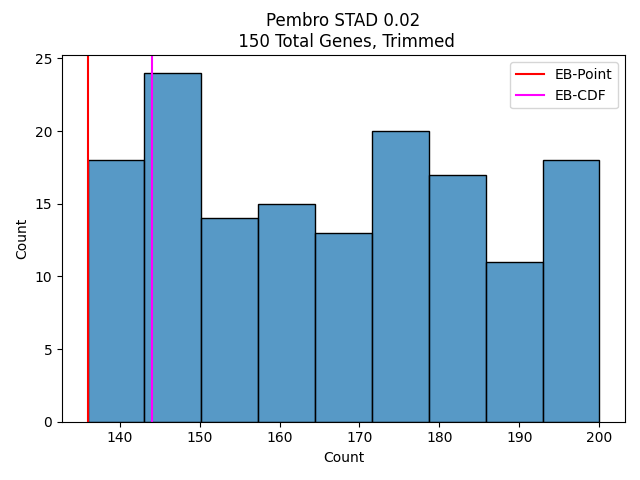 Pembro STAD 0.02
150 Total Genes, Trimmed
EB-Point
EB-CDF
Count
25
20
15
10
5
0
140 150 160 170 180 190 200
Count